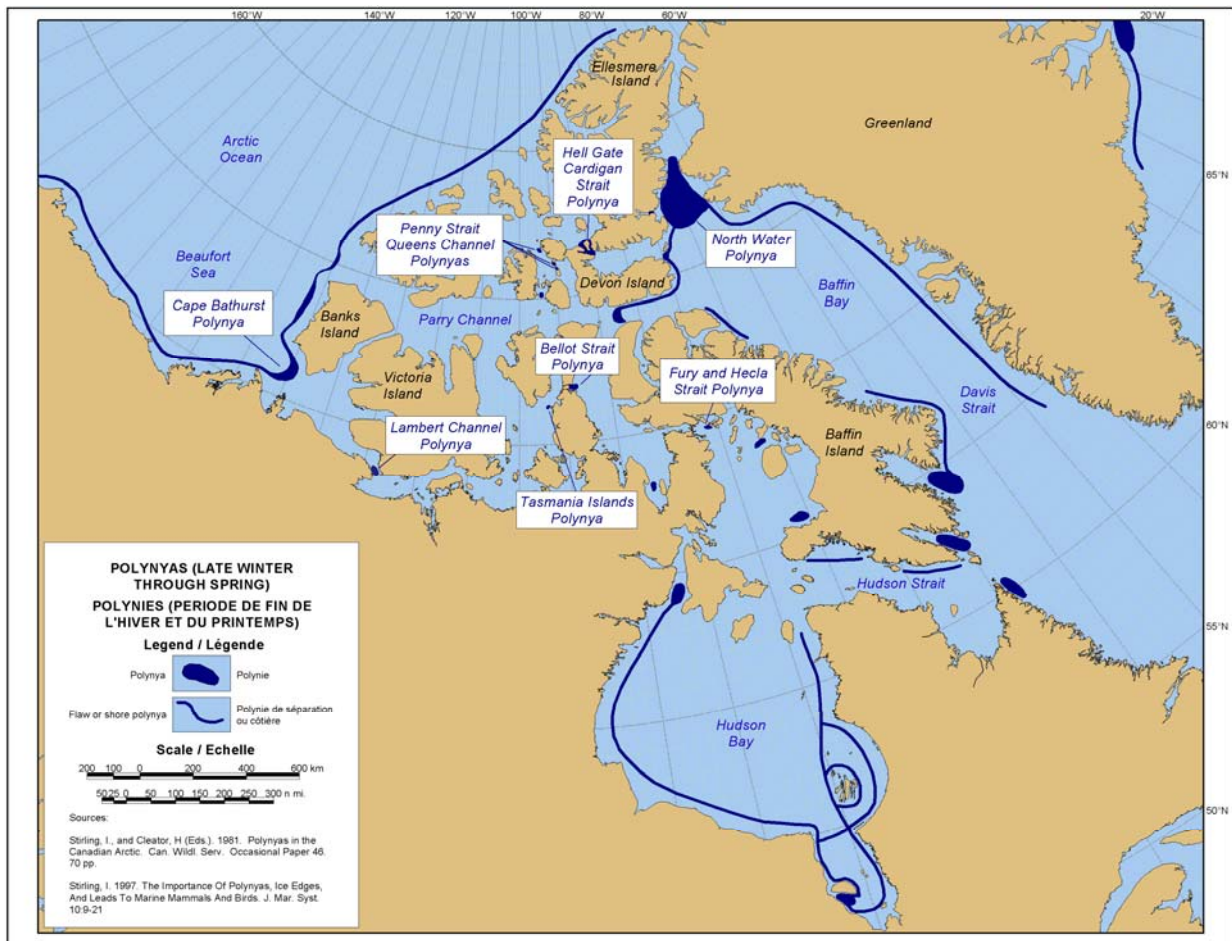 160°W
140°W
120°W
100°W
80°W
60°W
20°W
Ellesmere
Island
Greenland
Arctic
Ocean
Hell Gate
Cardigan
Strait
Polynya
65°N
Penny Strait
Queens Channel
Polynyas
North Water
Polynya
Beaufort
Sea
Devon Island
Baffin
Bay
Cape Bathurst
Polynya
Banks
Island
Parry Channel
Bellot Strait
Polynya
Fury and Hecla
Strait Polynya
Victoria
Island
Davis
Strait
Lambert Channel
Polynya
60°N
Baffin
Island
Tasmania Islands
Polynya
Hudson Strait
55°N
Hudson
Bay
50°N
POLYNYAS (LATE WINTER
THROUGH SPRING)
POLYNIES (PERIODE DE FIN DE
L'HIVER ET DU PRINTEMPS)
Legend / Légende
Polynya Polynie
Flaw or shore polynya Polynie de séparation
ou côtière
Scale / Echelle
200 100 0 200 400 600 km
5025 0 50 100 150 200 250 300 n mi.
Sources:
Stirling, I., and Cleator, H (Eds.). 1981. Polynyas in the
Canadian Arctic. Can. Wildl. Serv. Occasional Paper 46.
70 pp.
Stirling, I. 1997. The Importance Of Polynyas, Ice Edges,
And Leads To Marine Mammals And Birds. J. Mar. Syst.
10:9-21